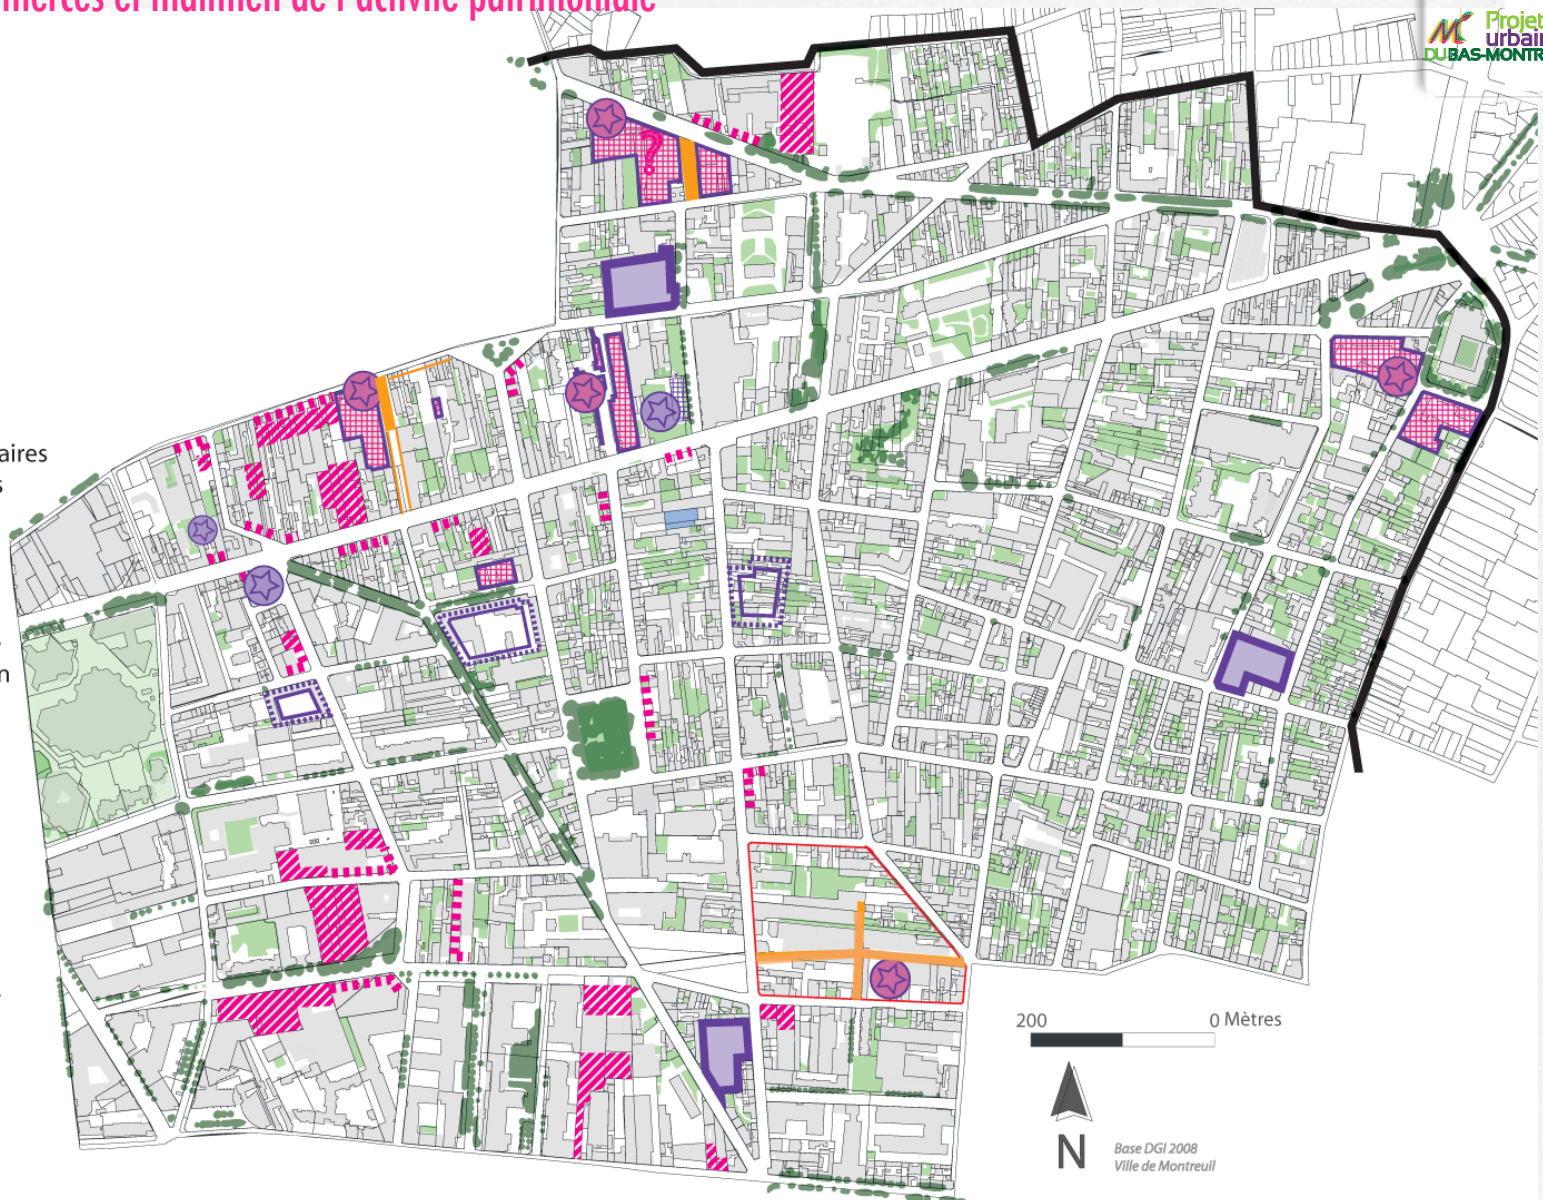 merces et maintien de l'activité patrimoniale
Projet
urbain
DU BAS-MONTR
aires
s
n
?
200 0 Mètres
N
Base DGI 2008
Ville de Montreuil